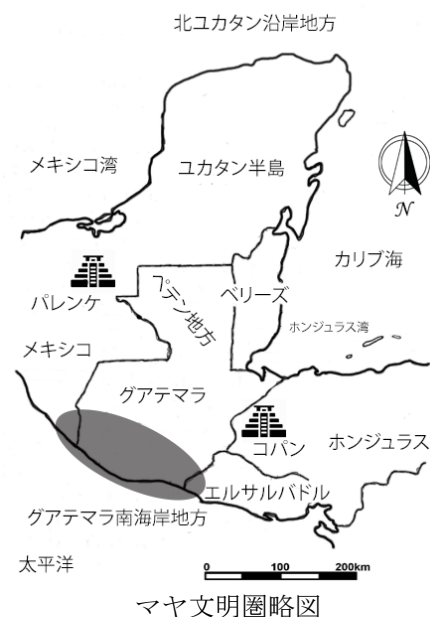 北ユカタン沿岸地方
メキシコ湾
ユカタン半島
N
カリブ海
パレンケ
ペテン地方
ベリーズ
ホンジュラス湾
メキシコ
グアテマラ
コパン
ホンジュラス
エルサルバドル
グアテマラ南海岸地方
太平洋
0 100 200km
マヤ文明圏略図